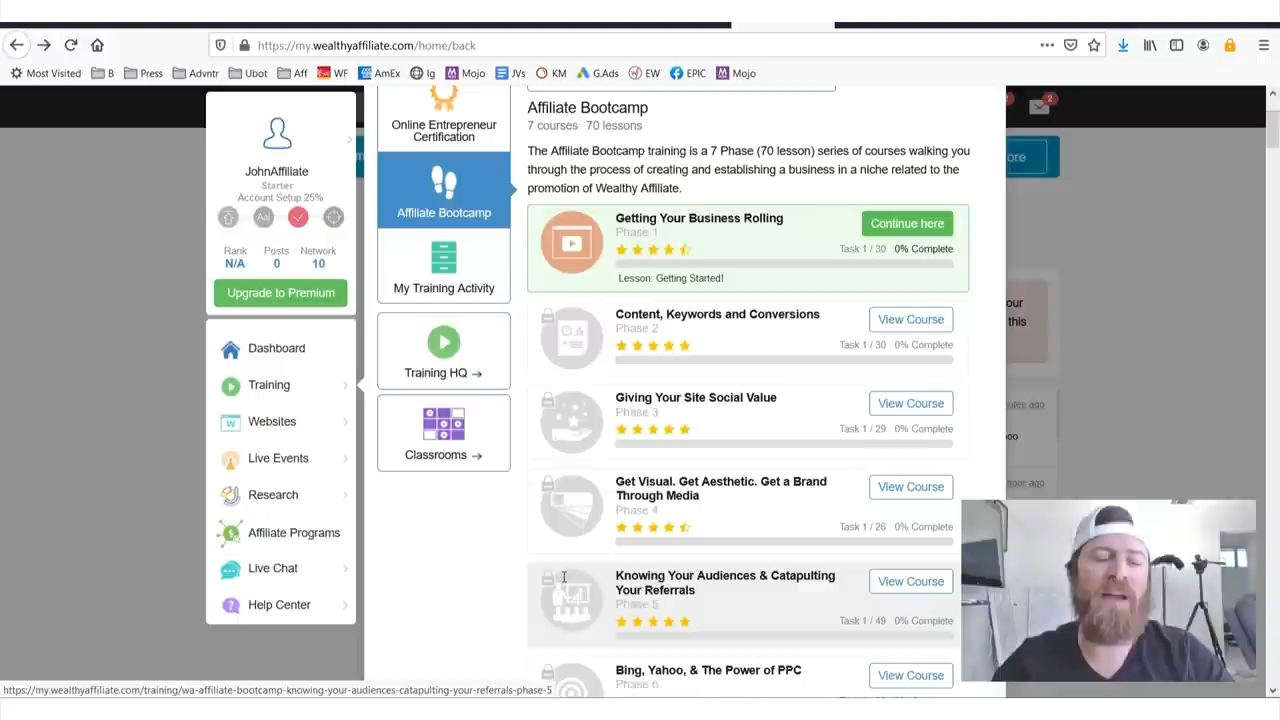 https://my.wealthyaffiliate.com/home/back
Most Visited B Press Advntr Ubot Aff WF AmEx Ig Mojo JVs KM G.Ads EW EPIC Mojo
JohnAffiliate
Starter
Account Setup 25%
Aa|
Rank Posts Network
N/A 0 10
Upgrade to Premium
Dashboard
Training
Websites
Live Events
Research
Affiliate Programs
Live Chat
Help Center
Online Entrepreneur
Certification
Affiliate Bootcamp
My Training Activity
Training HQ →
Classrooms →
Affiliate Bootcamp
7 courses 70 lessons
The Affiliate Bootcamp training is a 7 Phase (70 lesson) series of courses walking you
through the process of creating and establishing a business in a niche related to the
promotion of Wealthy Affiliate.
Getting Your Business Rolling
Phase 1
Continue here
Task 1 / 30 0% Complete
Lesson: Getting Started!
Content, Keywords and Conversions
Phase 2
View Course
Task 1 / 30 0% Complete
Giving Your Site Social Value
Phase 3
View Course
Task 1 / 29 0% Complete
Get Visual. Get Aesthetic. Get a Brand
Through Media
Phase 4
View Course
Task 1 / 26 0% Complete
Knowing Your Audiences & Catapulting
Your Referrals
Phase 5
View Course
Task 1 / 49 0% Complete
Bing, Yahoo, & The Power of PPC
Phase 6
View Course
2
ore
our
this
utes ago
oo
hour ago
https://my.wealthyaffiliate.com/training/wa-affiliate-bootcamp-knowing-your-audiences-catapulting-your-referrals-phase-5